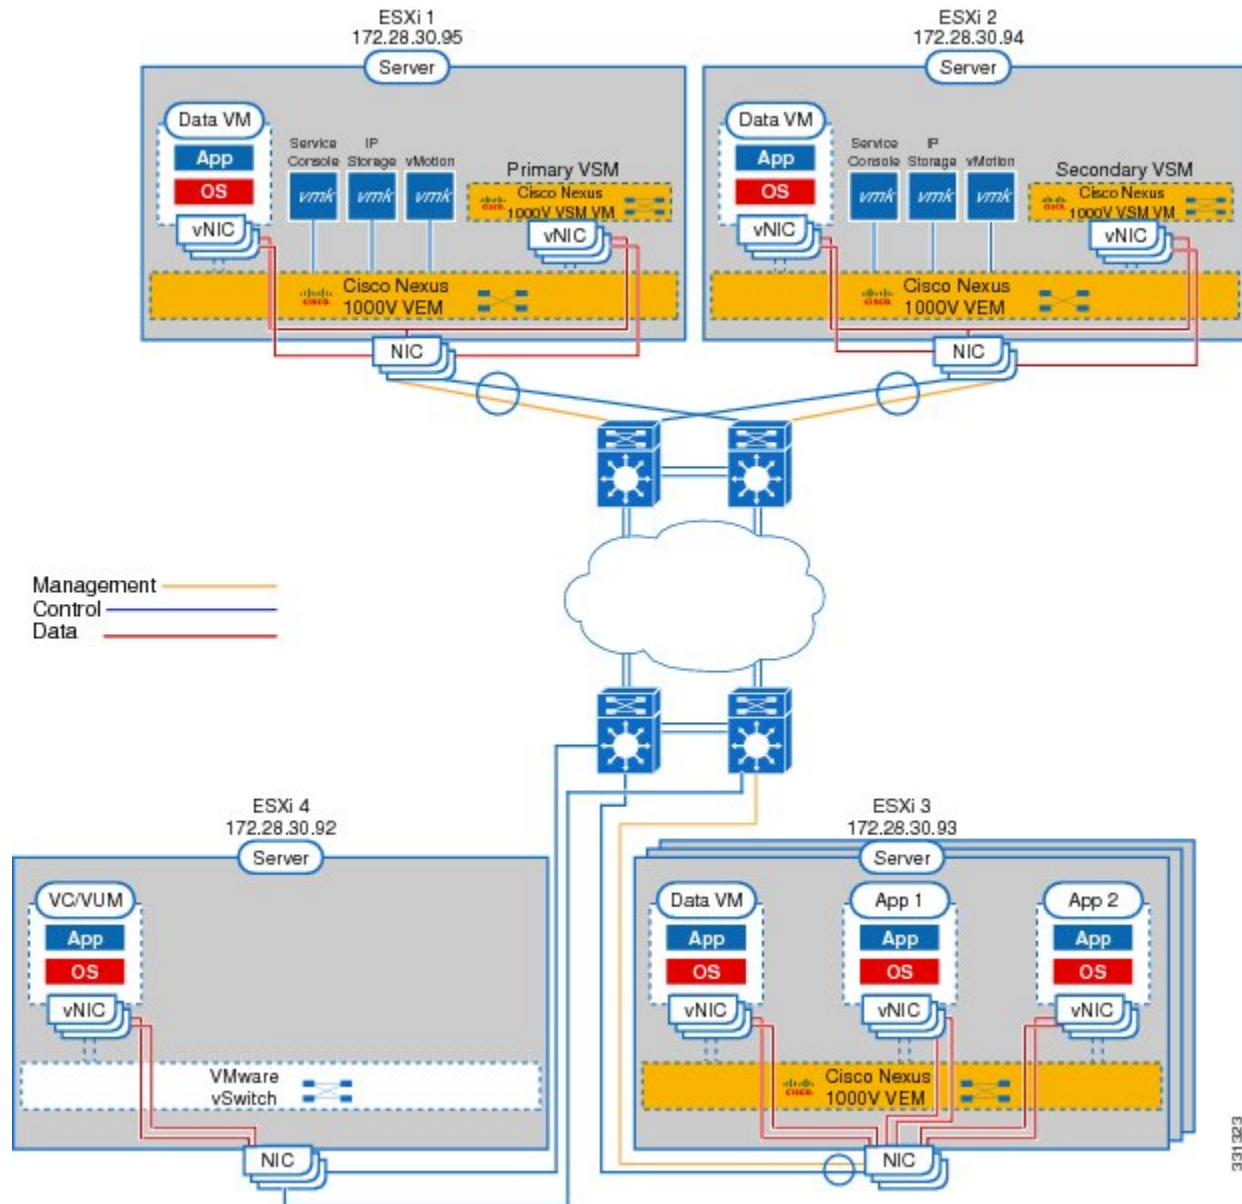 ESXi 1
172.28.30.95
Server
Data VM
App
OS
vNIC
Service
Console
IP
Storage
vMotion
vmk
vmk
vmk
Primary VSM
Cisco Nexus
1000V VSM VM
CISCO
vNIC
Cisco Nexus
1000V VEM
CISCO
NIC
ESXi 2
172.28.30.94
Server
Data VM
App
OS
vNIC
Service
Console
IP
Storage
vMotion
vmk
vmk
vmk
Secondary VSM
Cisco Nexus
1000V VSM VM
CISCO
vNIC
Cisco Nexus
1000V VEM
CISCO
NIC
Management
Control
Data
ESXi 4
172.28.30.92
Server
VC/VUM
App
OS
vNIC
VMware
vSwitch
NIC
ESXi 3
172.28.30.93
Server
Data VM
App
OS
vNIC
App 1
App
OS
vNIC
App 2
App
OS
vNIC
Cisco Nexus
1000V VEM
CISCO
NIC
331323